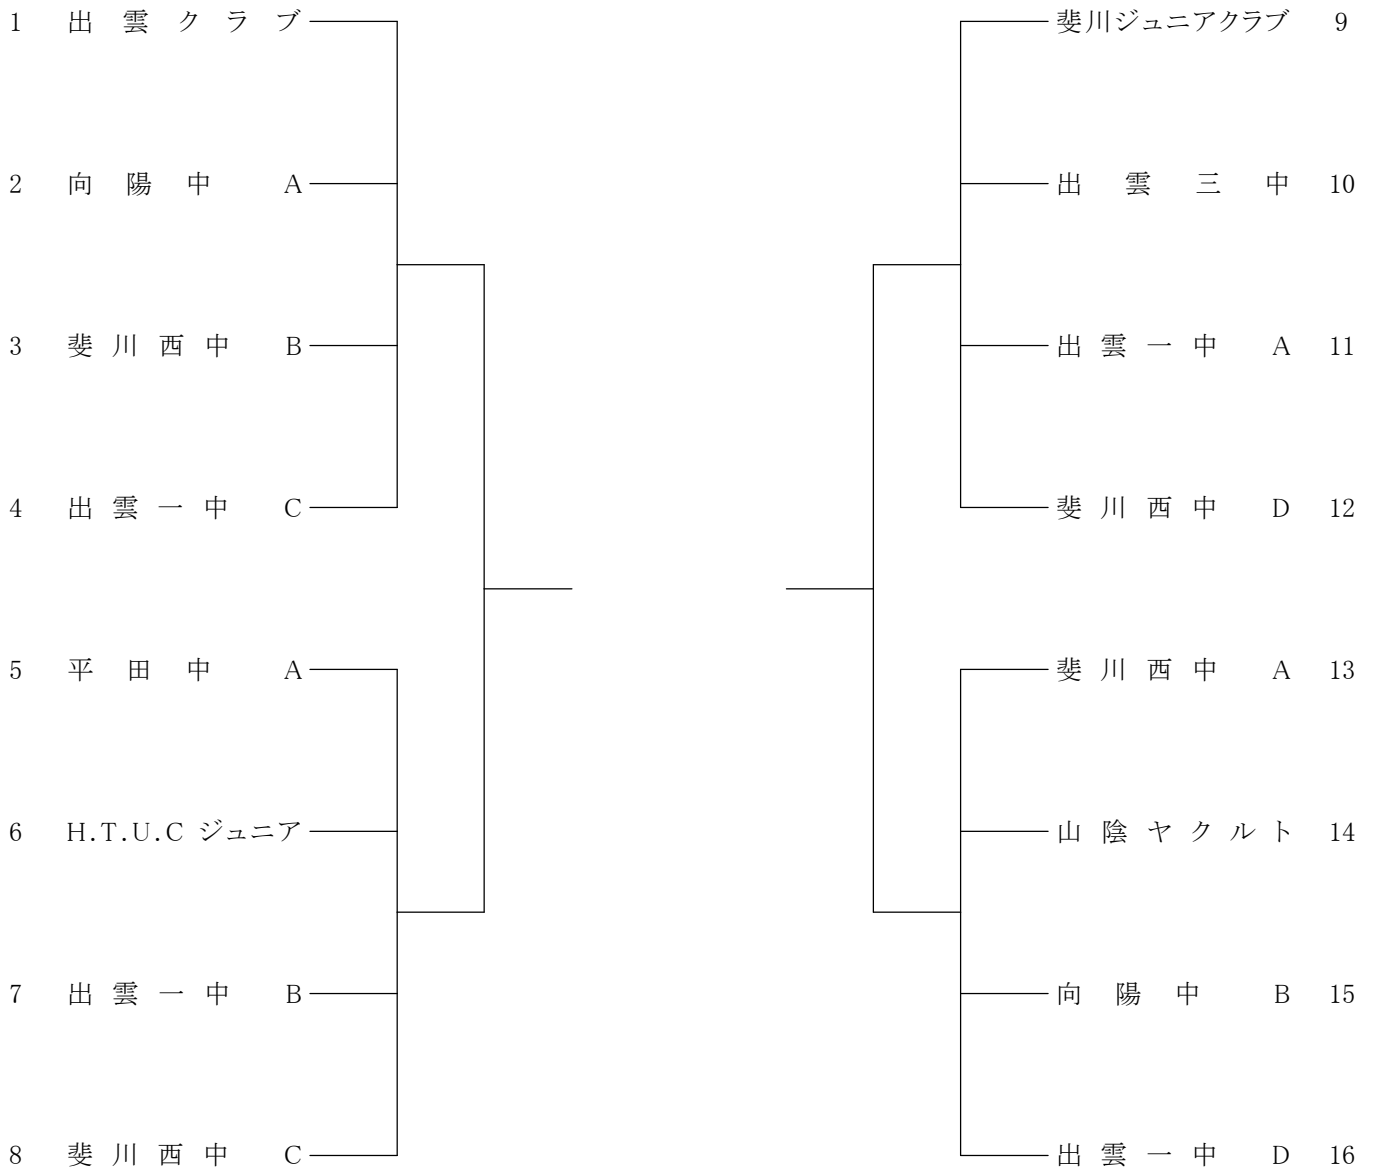 1 出雲クラブ
2 向陽中 A
3 斐川西中 B
4 出雲一中 C
5 平田中 A
6 H.T.U.C ジュニア
7 出雲一中 B
8 斐川西中 C
斐川ジュニアクラブ 9
出雲三中 10
出雲一中 A 11
斐川西中 D 12
斐川西中 A 13
山陰ヤクルト 14
向陽中 B 15
出雲一中 D 16